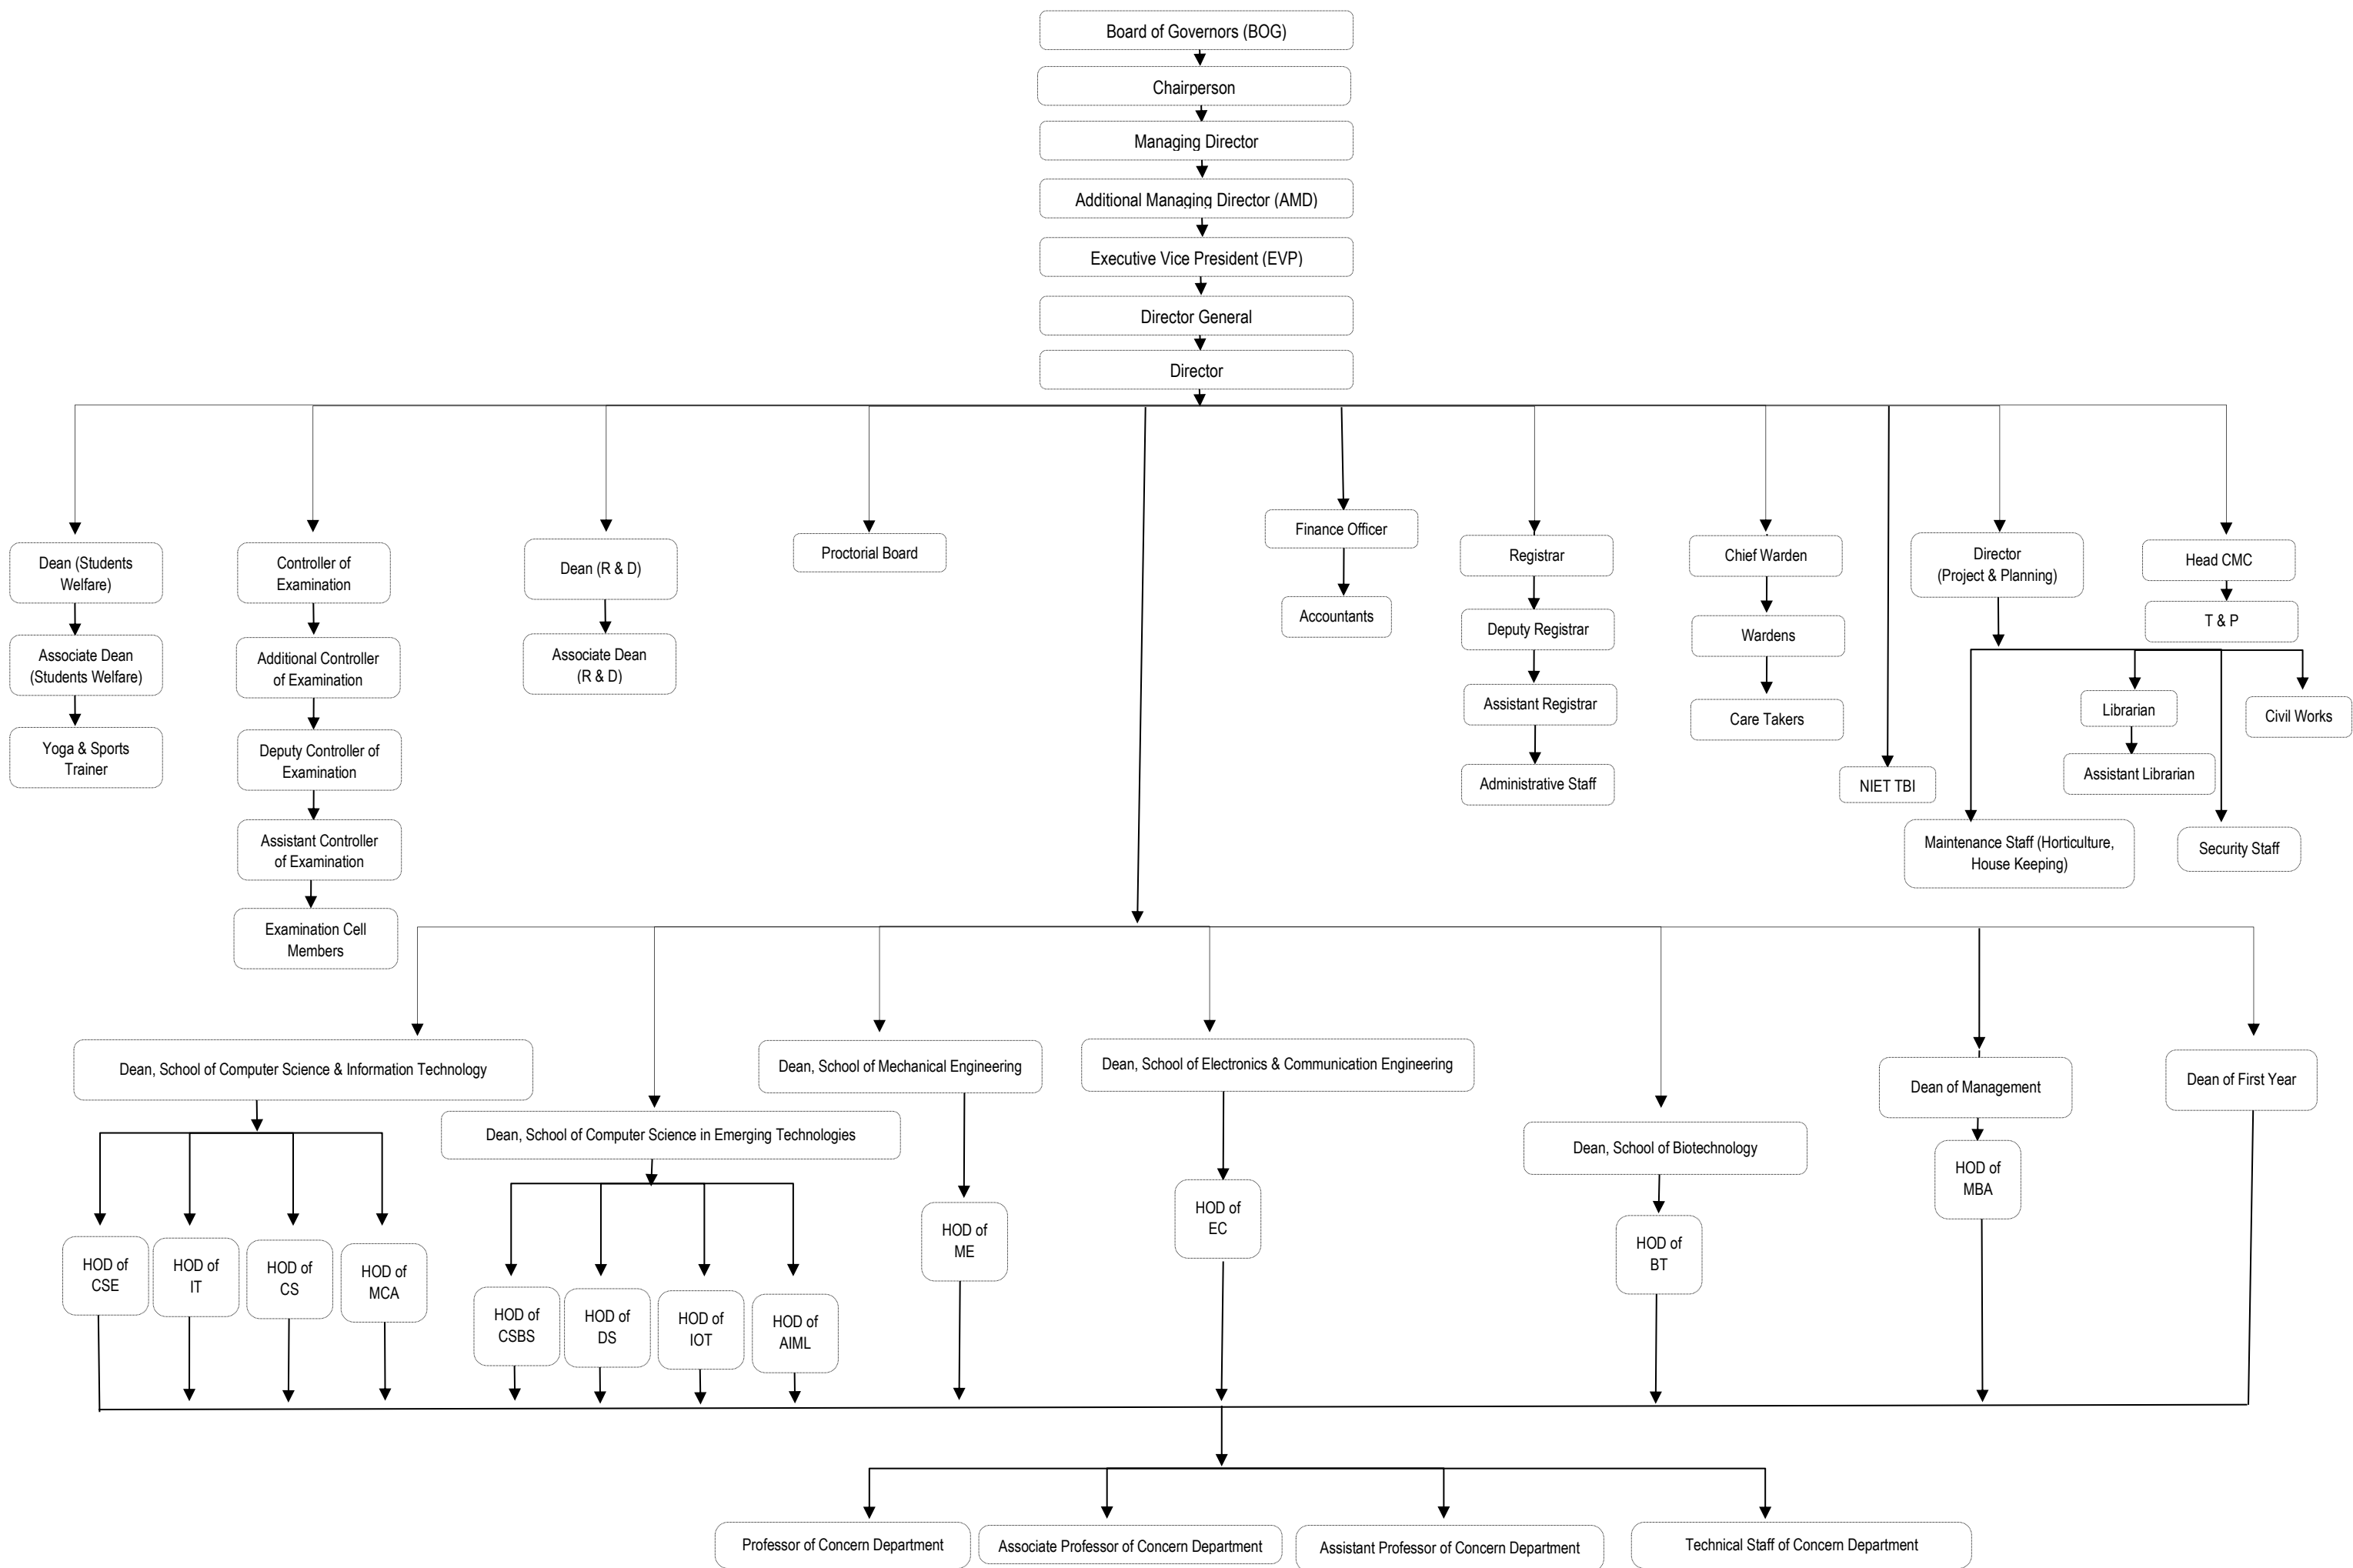 Board of Governors (BOG)
Chairperson
Managing Director
Additional Managing Director (AMD)
Executive Vice President (EVP)
Director General
Director
Dean (Students
Welfare)
Associate Dean
(Students Welfare)
Yoga & Sports
Trainer
Controller of
Examination
Additional Controller
of Examination
Deputy Controller of
Examination
Assistant Controller
of Examination
Examination Cell
Members
Dean (R & D)
Associate Dean
(R & D)
Proctorial Board
Finance Officer
Accountants
Registrar
Deputy Registrar
Assistant Registrar
Administrative Staff
Chief Warden
Wardens
Care Takers
NIET TBI
Director
(Project & Planning)
Maintenance Staff (Horticulture,
House Keeping)
Librarian
Assistant Librarian
Security Staff
Civil Works
Head CMC
T & P
Dean, School of Computer Science & Information Technology
HOD of
CSE
HOD of
IT
HOD of
CS
HOD of
MCA
Dean, School of Computer Science in Emerging Technologies
HOD of
CSBS
HOD of
DS
HOD of
IOT
HOD of
AIML
Dean, School of Mechanical Engineering
HOD of
ME
Dean, School of Electronics & Communication Engineering
HOD of
EC
Dean, School of Biotechnology
HOD of
BT
Dean of Management
HOD of
MBA
Dean of First Year
Professor of Concern Department
Associate Professor of Concern Department
Assistant Professor of Concern Department
Technical Staff of Concern Department